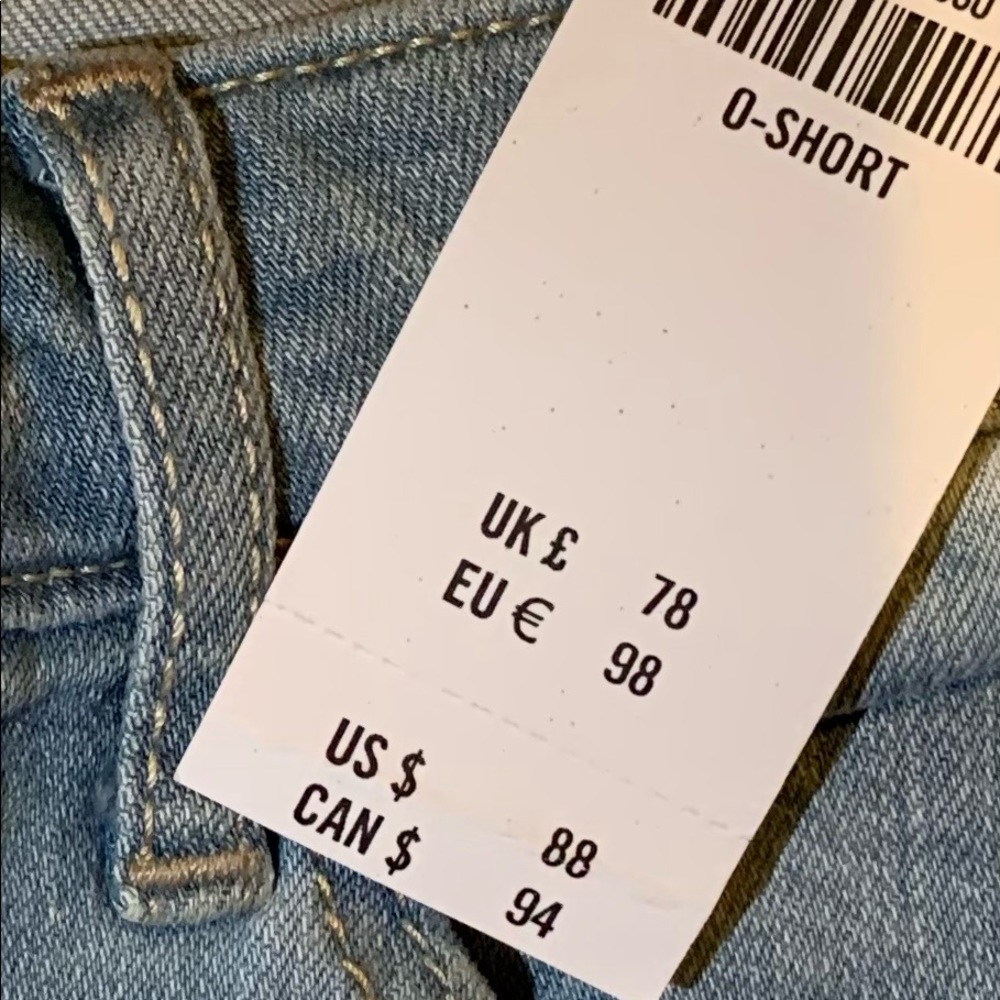 0-SHORT
UK £ 78
EU € 98
US $ 88
CAN $ 94